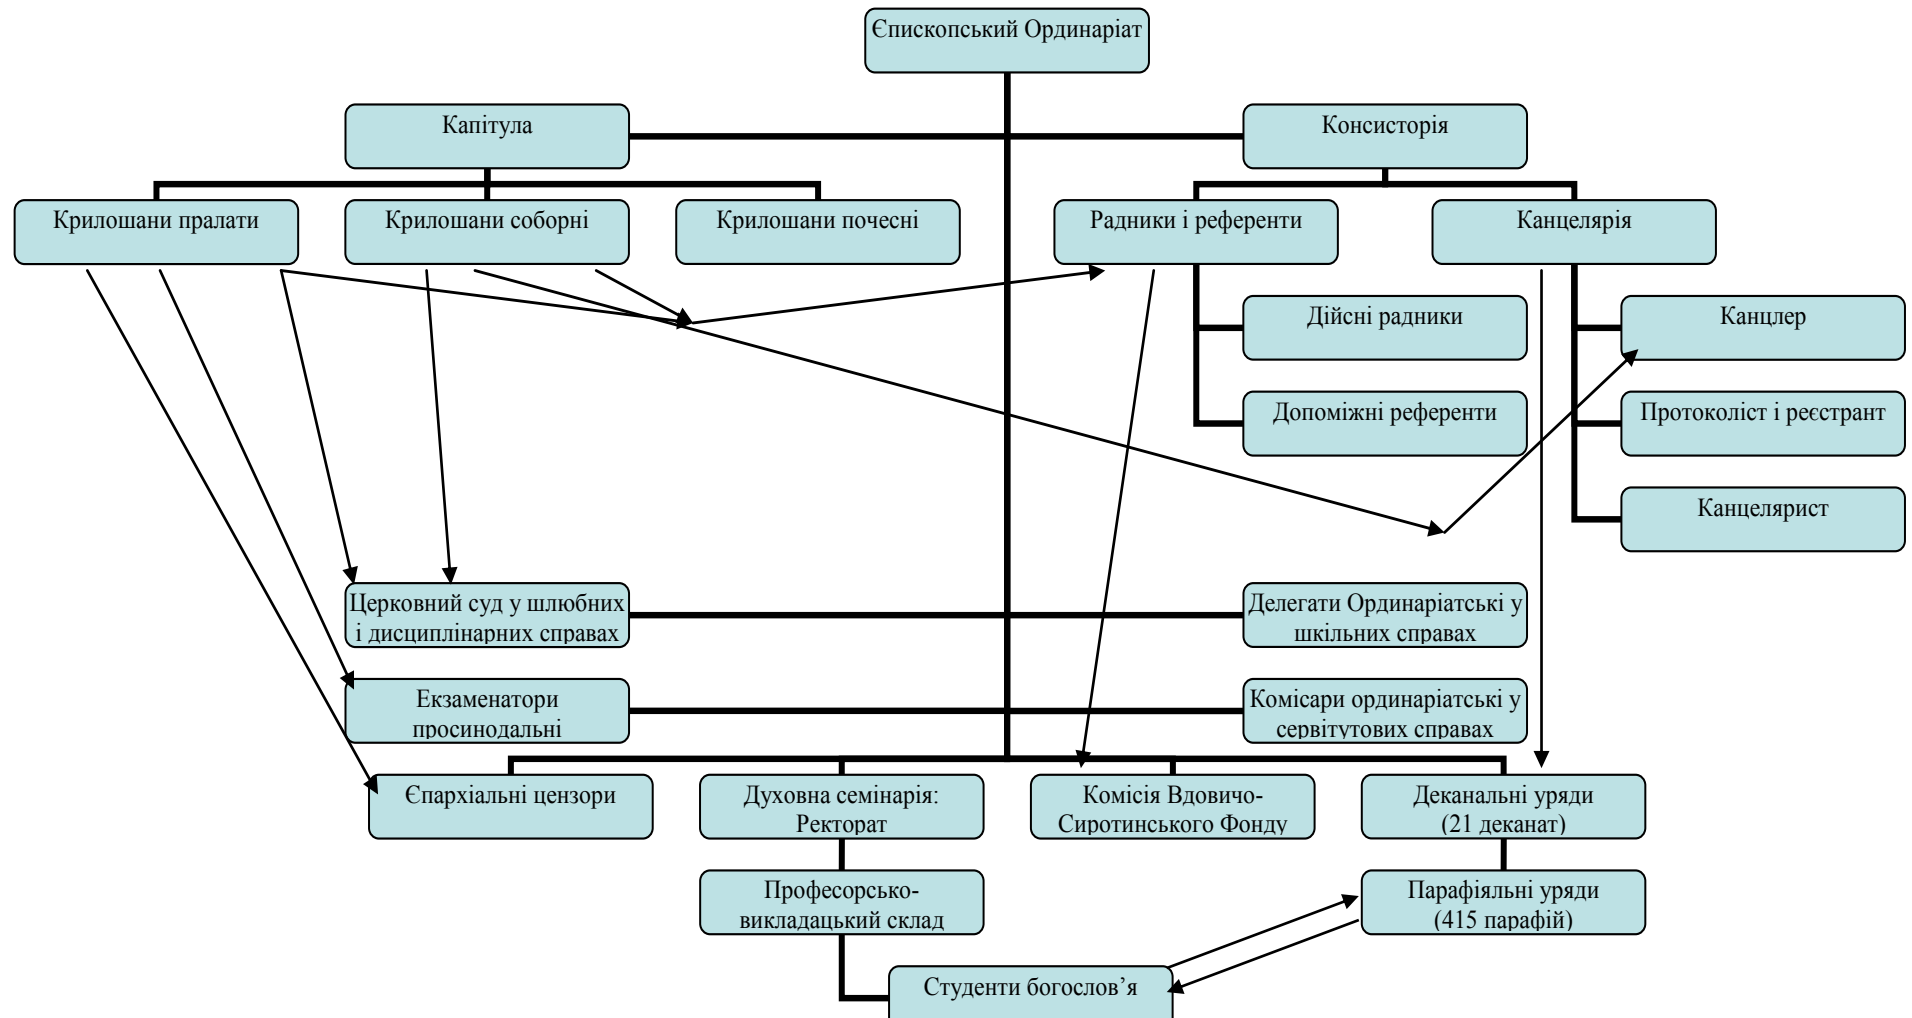 Єпископський Ординаріат
Капітула
Консисторія
Крилошани пралати
Крилошани соборні
Крилошани почесні
Радники і референти
Канцелярія
Дійсні радники
Канцлер
Допоміжні референти
Протоколіст і реєстрант
Канцелярист
Церковний суд у шлюбних
і дисциплінарних справах
Делегати Ординаріатські у
шкільних справах
Екзаменатори
просинодальні
Комісари ординаріатські у
сервітутових справах
Єпархіальні цензори
Духовна семінарія:
Ректорат
Комісія Вдовичо-
Сиротинського Фонду
Деканальні уряди
(21 деканат)
Професорсько-
викладацький склад
Парафіяльні уряди
(415 парафій)
Студенти богослов’я